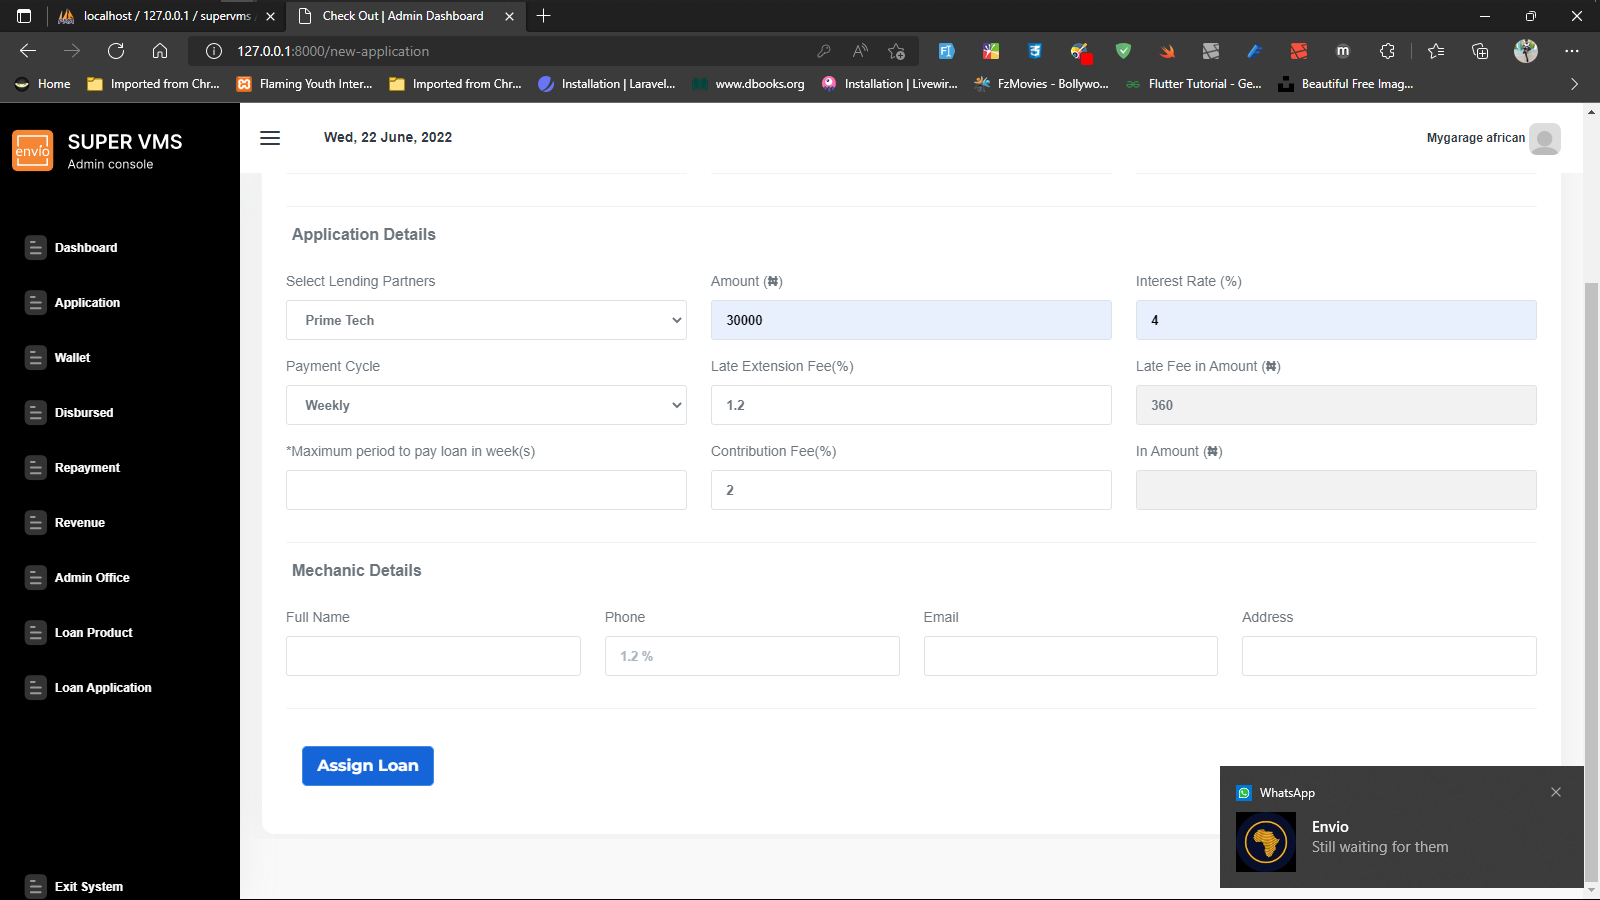 localhost / 127.0.0.1 / supervms
Check Out | Admin Dashboard
127.0.0.1:8000/new-application
Home
Imported from Chr...
Flaming Youth Inter...
Imported from Chr...
Installation | Laravel...
www.dbooks.org
Installation | Livewir...
FzMovies - Bollywo...
Flutter Tutorial - Ge...
Beautiful Free Imag...
envio
SUPER VMS
Admin console
Wed, 22 June, 2022
Mygarage african
Dashboard
Application
Wallet
Disbursed
Repayment
Revenue
Admin Office
Loan Product
Loan Application
Exit System
Application Details
Select Lending Partners
Amount (₦)
Interest Rate (%)
Prime Tech
30000
4
Payment Cycle
Late Extension Fee(%)
Late Fee in Amount (₦)
Weekly
1.2
360
*Maximum period to pay loan in week(s)
Contribution Fee(%)
In Amount (₦)
2
Mechanic Details
Full Name
Phone
Email
Address
1.2 %
Assign Loan
WhatsApp
Envio
Still waiting for them